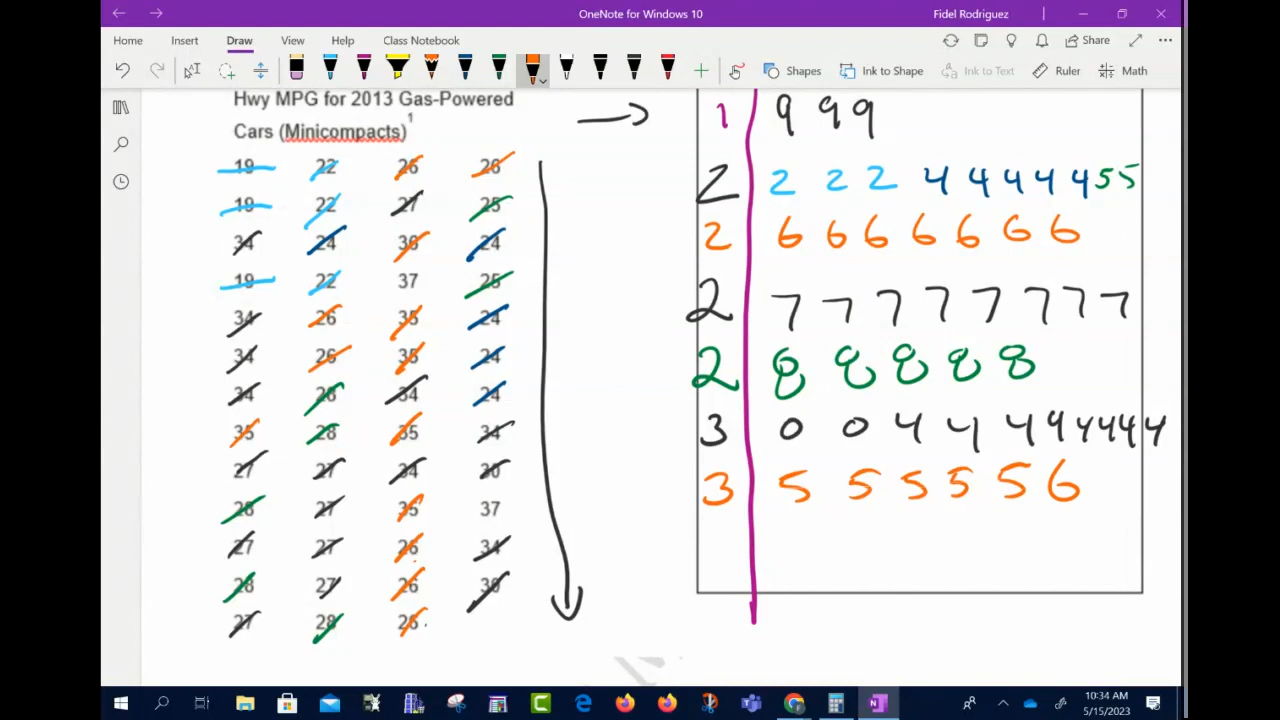 OneNote for Windows 10
Fidel Rodriguez
Home Insert Draw View Help Class Notebook
Share
Shapes Ink to Shape Ink to Text Ruler Math
Hwy MPG for 2013 Gas-Powered
Cars (Minicompacts)1
19 22 26 26
19 22 27 25
34 24 36 24
19 22 37 25
34 26 35 24
34 26 35 24
34 28 34 24
35 28 35 34
27 27 34 30
28 27 35 37
27 27 26 34
28 27 26 30
27 28 26
1 9 9 9
2 2 2 2 4 4 4 4 4 5 5
2 6 6 6 6 6 6 6
2 7 7 7 7 7 7 7 7
2 8 8 8 8 8
3 0 0 4 4 4 4 4 4 4 4
3 5 5 5 5 5 6
10:34 AM
5/15/2023